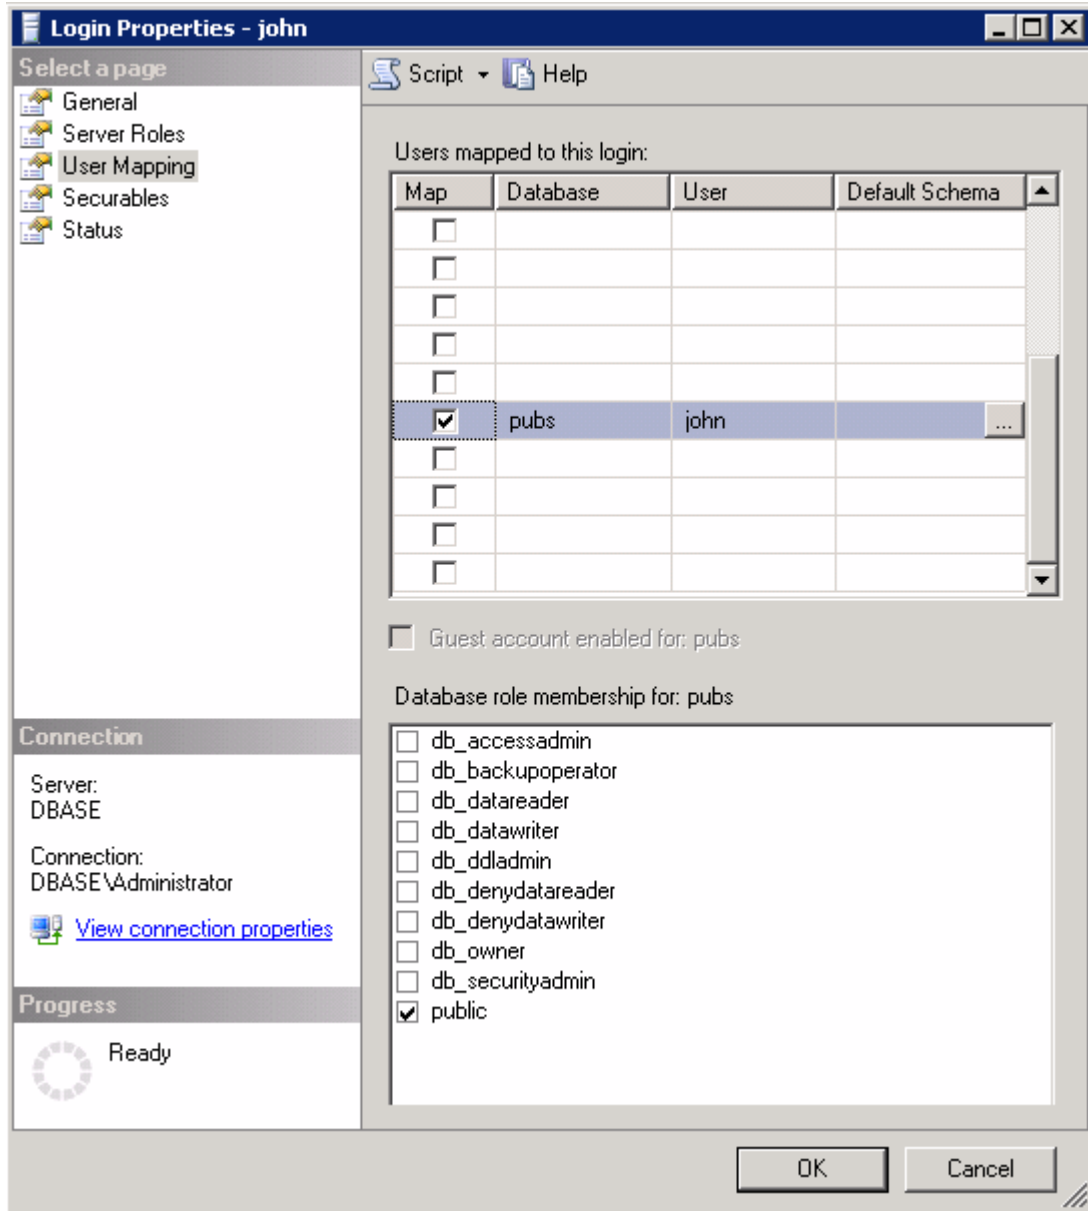 Login Properties - john
Select a page
General
Server Roles
User Mapping
Securables
Status
Script Help
Users mapped to this login:
Map Database User Default Schema
pubs john ...
Guest account enabled for: pubs
Database role membership for: pubs
db_accessadmin
db_backupoperator
db_datareader
db_datawriter
db_ddladmin
db_denydatareader
db_denydatawriter
db_owner
db_securityadmin
public
Connection
Server:
DBASE
Connection:
DBASE\Administrator
View connection properties
Progress
Ready
OK Cancel